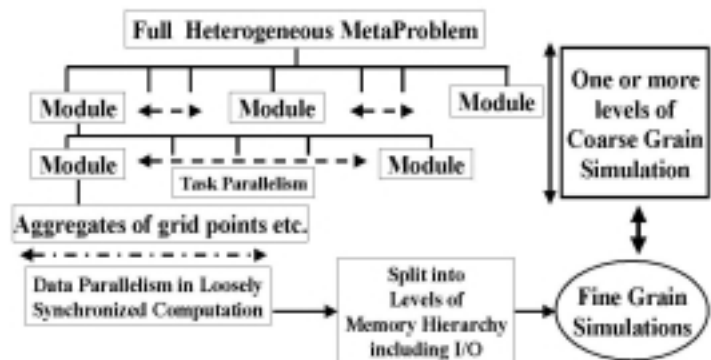 Full Heterogeneous MetaProblem
Module
Module
Module
One or more
levels of
Coarse Grain
Simulation
Module
Module
Task Parallelism
Aggregates of grid points etc.
Data Parallelism in Loosely
Synchronized Computation
Split into
Levels of
Memory Hierarchy
including I/O
Fine Grain
Simulations